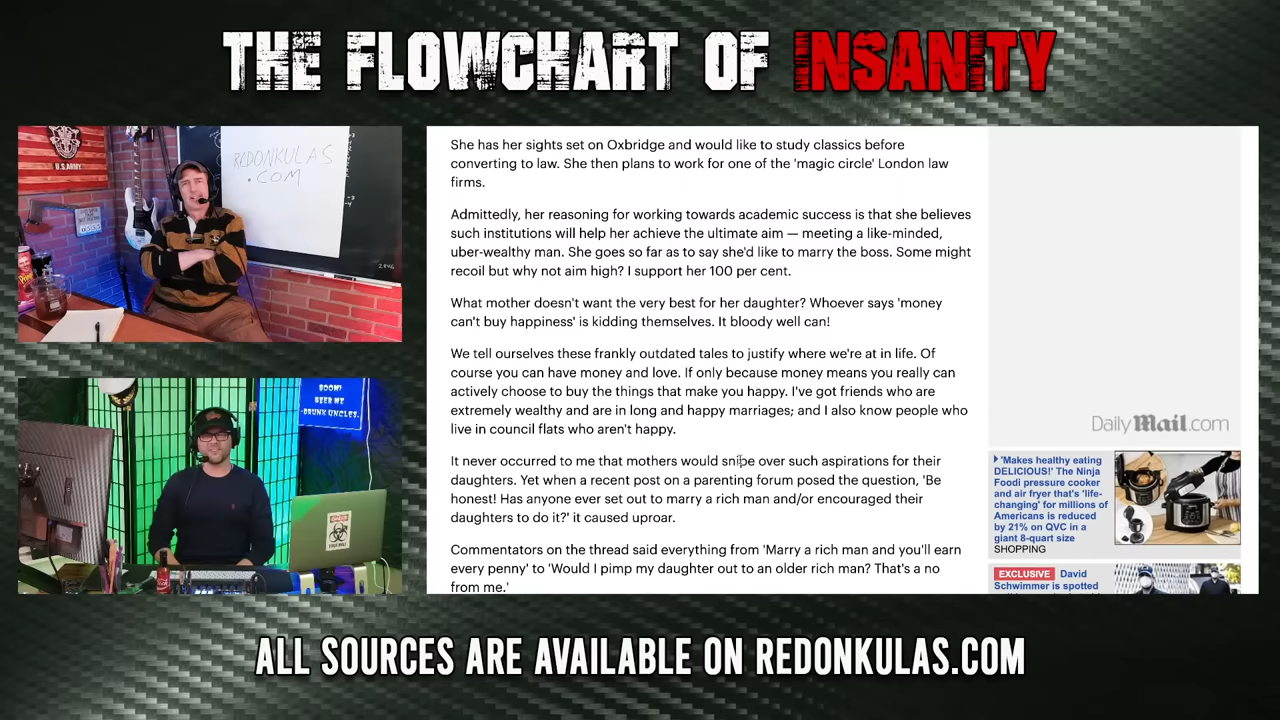 THE FLOWCHART OF INSANITY
U.S. ARMY
REDONKULAS
.COM
BOOM!
BEER ME
-DRUNK UNCLES.
She has her sights set on Oxbridge and would like to study classics before
converting to law. She then plans to work for one of the 'magic circle' London law
firms.
Admittedly, her reasoning for working towards academic success is that she believes
such institutions will help her achieve the ultimate aim — meeting a like-minded,
uber-wealthy man. She goes so far as to say she'd like to marry the boss. Some might
recoil but why not aim high? I support her 100 per cent.
What mother doesn't want the very best for her daughter? Whoever says 'money
can't buy happiness' is kidding themselves. It bloody well can!
We tell ourselves these frankly outdated tales to justify where we're at in life. Of
course you can have money and love. If only because money means you really can
actively choose to buy the things that make you happy. I've got friends who are
extremely wealthy and are in long and happy marriages; and I also know people who
live in council flats who aren't happy.
It never occurred to me that mothers would snipe over such aspirations for their
daughters. Yet when a recent post on a parenting forum posed the question, 'Be
honest! Has anyone ever set out to marry a rich man and/or encouraged their
daughters to do it?' it caused uproar.
Commentators on the thread said everything from 'Marry a rich man and you'll earn
every penny' to 'Would I pimp my daughter out to an older rich man? That's a no
from me.'
DailyMail.com
'Makes healthy eating
DELICIOUS!' The Ninja
Foodi pressure cooker
and air fryer that's 'life-
changing' for millions of
Americans is reduced
by 21% on QVC in a
giant 8-quart size
SHOPPING
EXCLUSIVE David
Schwimmer is spotted
ALL SOURCES ARE AVAILABLE ON REDONKULAS.COM